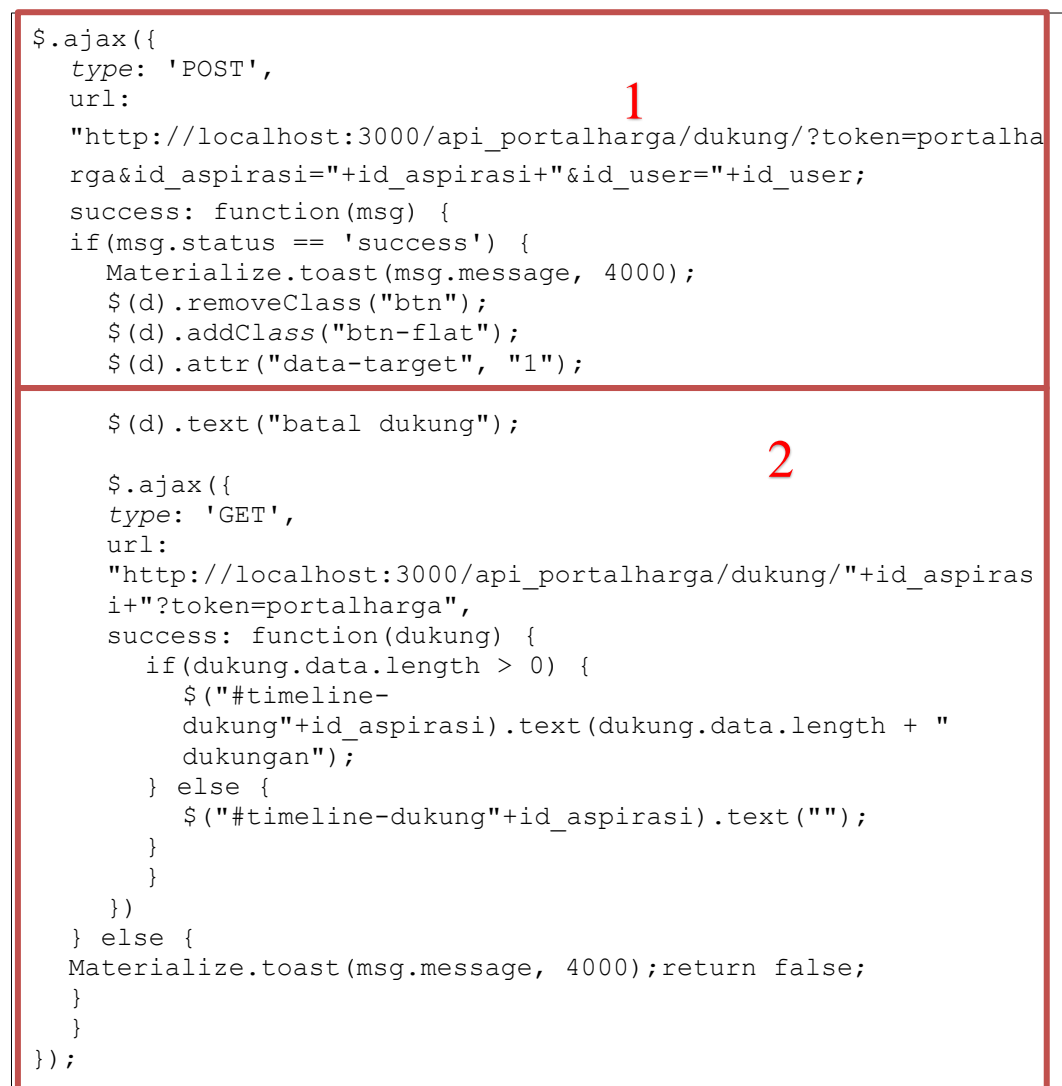 $.ajax({
type: 'POST',
url:
1
"http://localhost:3000/api_portalharga/dukung/?token=portalha
rga&id_aspirasi="+id_aspirasi+"&id_user="+id_user;
success: function(msg) {
if(msg.status == 'success') {
Materialize.toast(msg.message, 4000);
$(d).removeClass("btn");
$(d).addClass("btn-flat");
$(d).attr("data-target", "1");
$(d).text("batal dukung");
2
$.ajax({
type: 'GET',
url:
"http://localhost:3000/api_portalharga/dukung/"+id_aspiras
i+"?token=portalharga",
success: function(dukung) {
if(dukung.data.length > 0) {
$("#timeline-
dukung"+id_aspirasi).text(dukung.data.length + "
dukungan");
} else {
$("#timeline-dukung"+id_aspirasi).text("");
}
}
})
} else {
Materialize.toast(msg.message, 4000);return false;
}
}
});